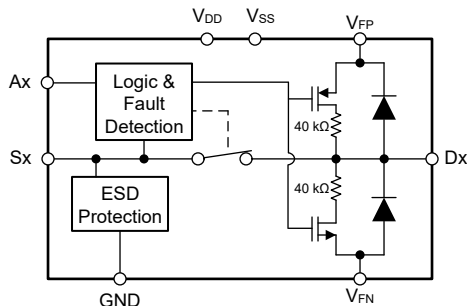 VDD VSS VFP
Ax
Logic &
Fault
Detection
40 kΩ
Sx
Dx
40 kΩ
ESD
Protection
GND
VFN